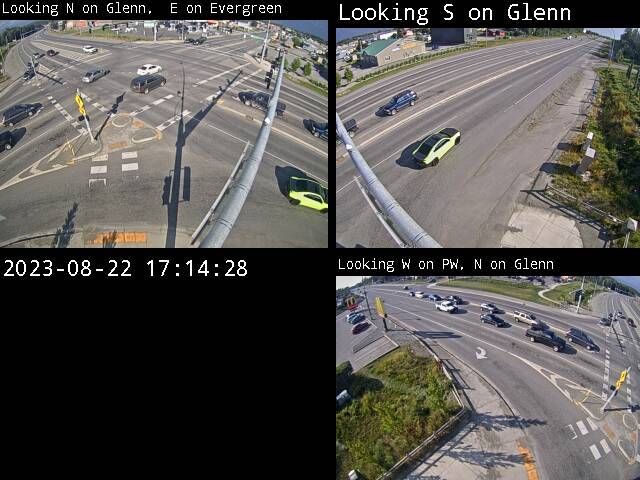 Looking N on Glenn, E on Evergreen
Looking S on Glenn
2023-08-22 17:14:28
Looking W on PW, N on Glenn